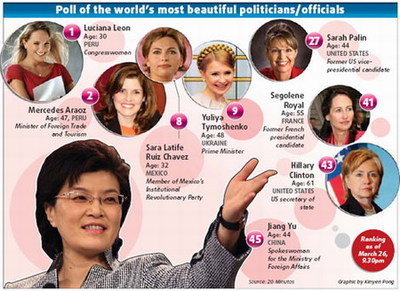 Poll of the world's most beautiful politicians/officials
1
Luciana Leon
Age: 30
PERU
Congresswoman
27
Sarah Palin
Age: 44
UNITED STATES
Former US vice-
presidential candidate
2
Mercedes Araoz
Age: 47, PERU
Minister of Foreign Trade
and Tourism
8
Sara Latife
Ruiz Chavez
Age: 32
MEXICO
Member of Mexico's
Institutional
Revolutionary Party
9
Yuliya
Tymoshenko
Age: 48
UKRAINE
Prime Minister
41
Segolene
Royal
Age: 55
FRANCE
Former French
presidential
candidate
43
Hillary
Clinton
Age: 61
UNITED STATES
US secretary of
state
45
Jiang Yu
Age: 44
CHINA
Spokeswoman
for the Ministry of
Foreign Affairs
Ranking
as of
March 26,
9.30pm
Source: 20 Minutos
Graphic by Kinyen Pong